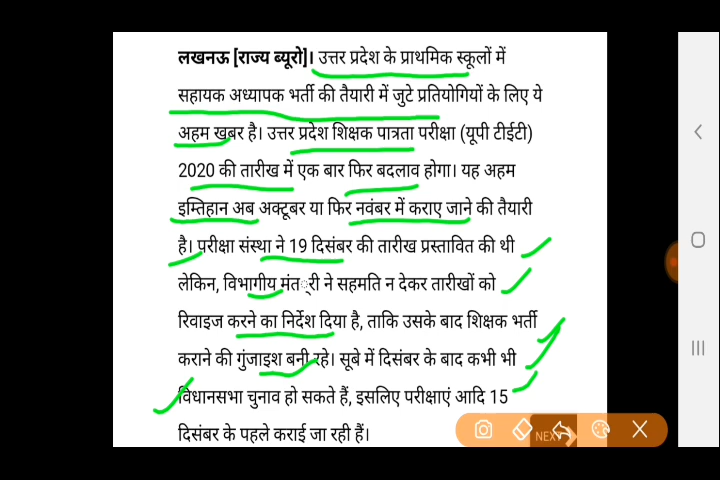 लखनऊ [राज्य ब्यूरो]। उत्तर प्रदेश के प्राथमिक स्कूलों में
सहायक अध्यापक भर्ती की तैयारी में जुटे प्रतियोगियों के लिए ये
अहम खबर है। उत्तर प्रदेश शिक्षक पात्रता परीक्षा (यूपी टीईटी)
2020 की तारीख में एक बार फिर बदलाव होगा। यह अहम
इम्तिहान अब अक्टूबर या फिर नवंबर में कराए जाने की तैयारी
है। परीक्षा संस्था ने 19 दिसंबर की तारीख प्रस्तावित की थी
लेकिन, विभागीय मंत्री ने सहमति न देकर तारीखों को
रिवाइज करने का निर्देश दिया है, ताकि उसके बाद शिक्षक भर्ती
कराने की गुंजाइश बनी रहे। सूबे में दिसंबर के बाद कभी भी
विधानसभा चुनाव हो सकते हैं, इसलिए परीक्षाएं आदि 15
दिसंबर के पहले कराई जा रही हैं।
NEXT